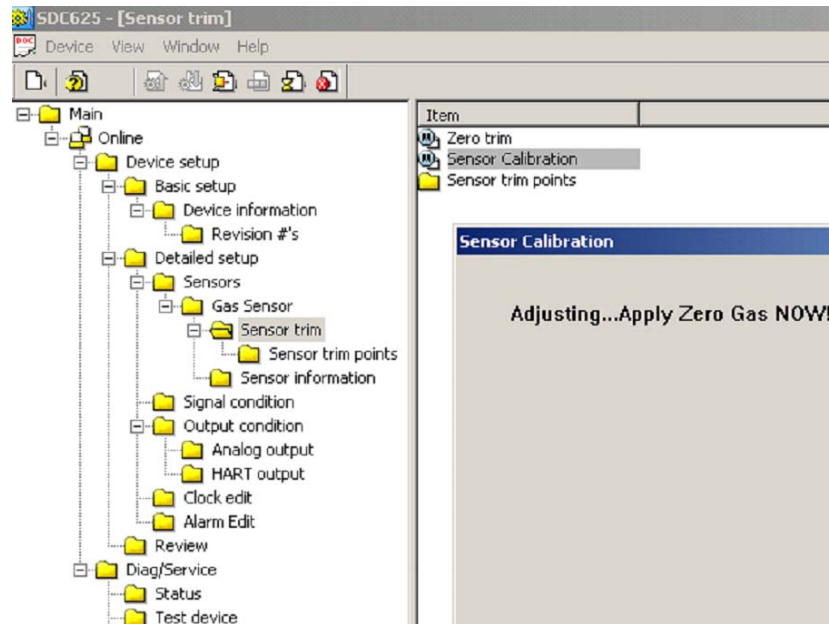 SDC625 - [Sensor trim]
Device View Window Help
Main
Online
Device setup
Basic setup
Device information
Revision #'s
Detailed setup
Sensors
Gas Sensor
Sensor trim
Sensor trim points
Sensor information
Signal condition
Output condition
Analog output
HART output
Clock edit
Alarm Edit
Review
Diag/Service
Status
Test device
Item
Zero trim
Sensor Calibration
Sensor trim points
Sensor Calibration
Adjusting...Apply Zero Gas NOW!